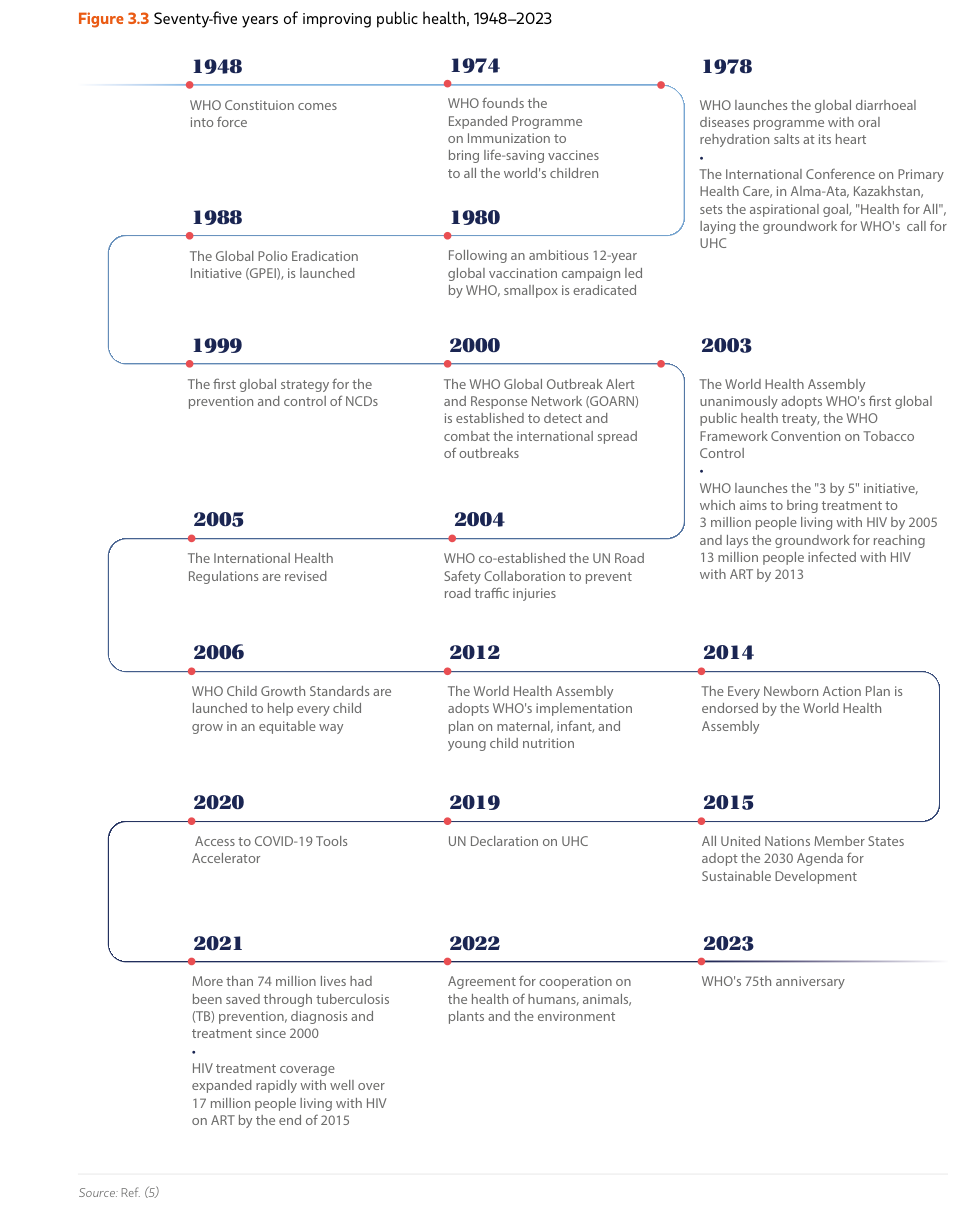 Figure 3.3 Seventy-five years of improving public health, 1948–2023
1948
WHO Constituion comes
into force
1974
WHO founds the
Expanded Programme
on Immunization to
bring life-saving vaccines
to all the world's children
1978
WHO launches the global diarrhoeal
diseases programme with oral
rehydration salts at its heart
•
The International Conference on Primary
Health Care, in Alma-Ata, Kazakhstan,
sets the aspirational goal, "Health for All",
laying the groundwork for WHO's call for
UHC
1980
Following an ambitious 12-year
global vaccination campaign led
by WHO, smallpox is eradicated
1988
The Global Polio Eradication
Initiative (GPEI), is launched
1999
The first global strategy for the
prevention and control of NCDs
2000
The WHO Global Outbreak Alert
and Response Network (GOARN)
is established to detect and
combat the international spread
of outbreaks
2003
The World Health Assembly
unanimously adopts WHO's first global
public health treaty, the WHO
Framework Convention on Tobacco
Control
•
WHO launches the "3 by 5" initiative,
which aims to bring treatment to
3 million people living with HIV by 2005
and lays the groundwork for reaching
13 million people infected with HIV
with ART by 2013
2004
WHO co-established the UN Road
Safety Collaboration to prevent
road traffic injuries
2005
The International Health
Regulations are revised
2006
WHO Child Growth Standards are
launched to help every child
grow in an equitable way
2012
The World Health Assembly
adopts WHO's implementation
plan on maternal, infant, and
young child nutrition
2014
The Every Newborn Action Plan is
endorsed by the World Health
Assembly
2015
All United Nations Member States
adopt the 2030 Agenda for
Sustainable Development
2019
UN Declaration on UHC
2020
Access to COVID-19 Tools
Accelerator
2021
More than 74 million lives had
been saved through tuberculosis
(TB) prevention, diagnosis and
treatment since 2000
•
HIV treatment coverage
expanded rapidly with well over
17 million people living with HIV
on ART by the end of 2015
2022
Agreement for cooperation on
the health of humans, animals,
plants and the environment
2023
WHO's 75th anniversary
Source: Ref. (5)